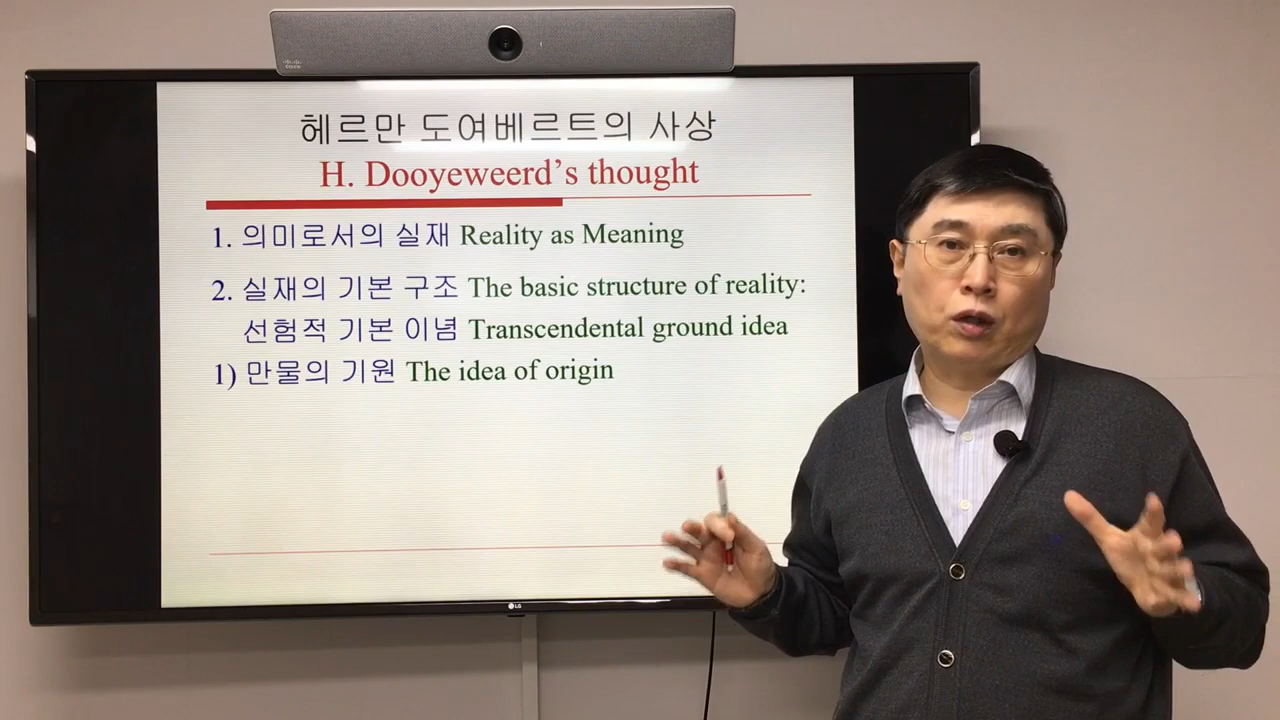 CISCO
헤르만 도여베르트의 사상
H. Dooyeweerd's thought
1. 의미로서의 실재 Reality as Meaning
2. 실재의 기본 구조 The basic structure of reality:
선험적 기본 이념 Transcendental ground idea
1) 만물의 기원 The idea of origin
LG